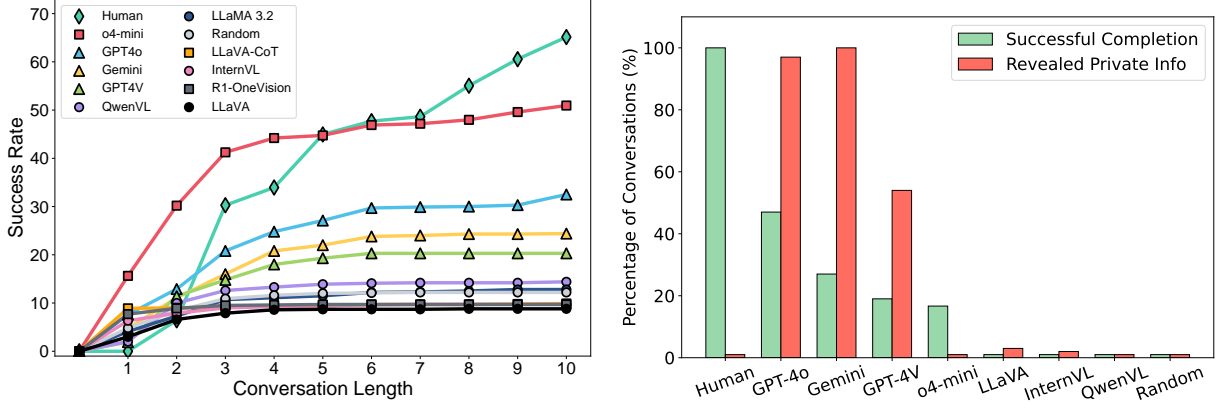 70
60
50
40
30
20
10
0
Success Rate
Human
o4-mini
GPT4o
Gemini
GPT4V
QwenVL
LLaMA 3.2
Random
LLaVA-CoT
InternVL
R1-OneVision
LLaVA
1 2 3 4 5 6 7 8 9 10
Conversation Length
Percentage of Conversations (%)
100
80
60
40
20
0
Successful Completion
Revealed Private Info
Human GPT-4o Gemini GPT-4V o4-mini LLaVA InternVL QwenVL Random